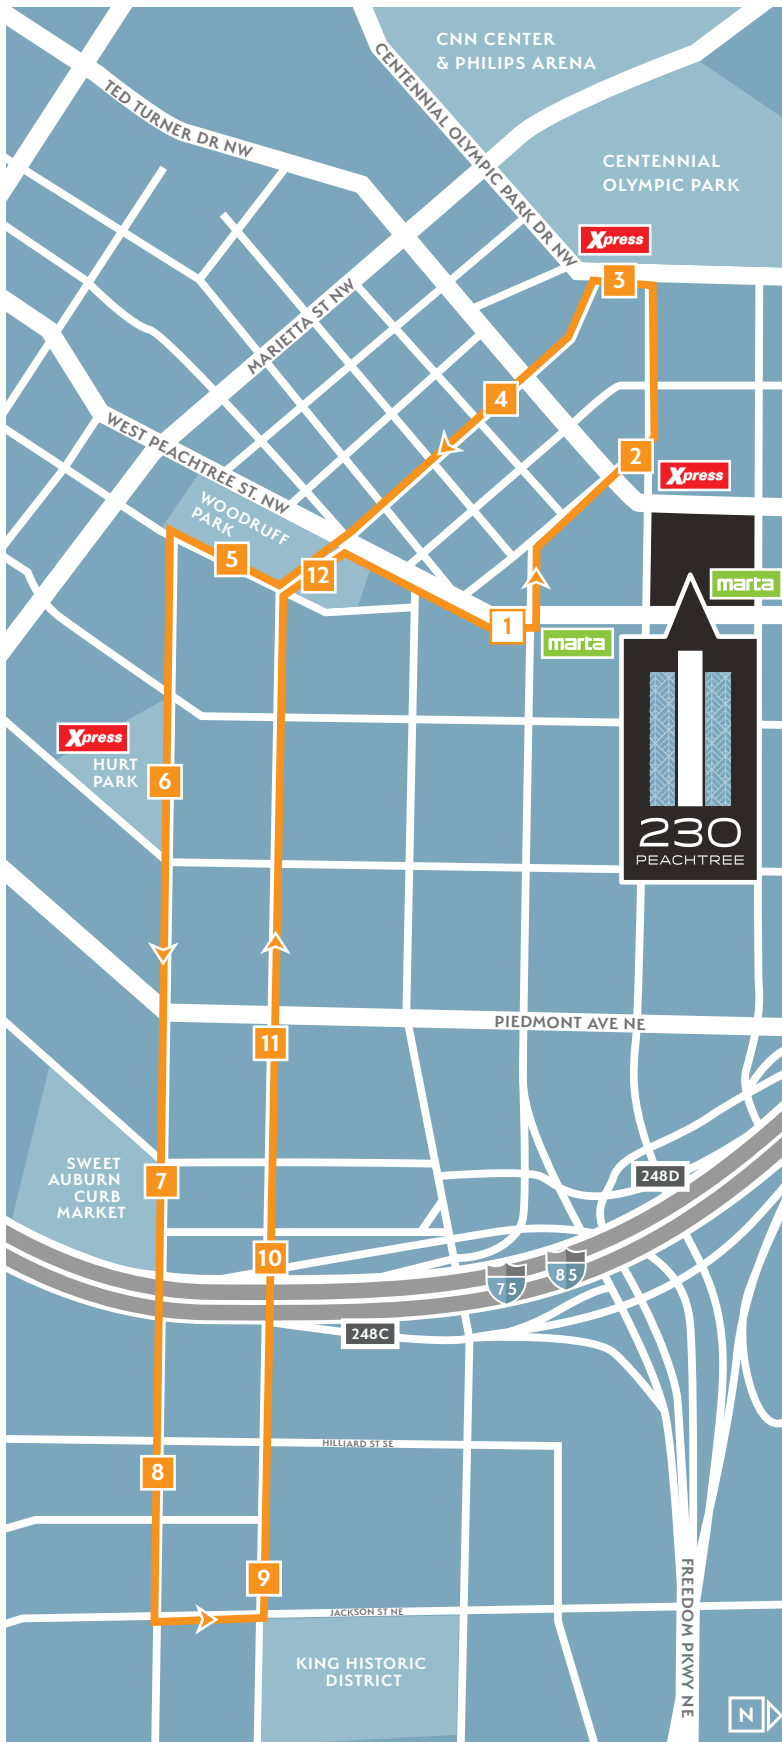 CNN CENTER
& PHILIPS ARENA
CENTENNIAL OLYMPIC PARK DR NW
TED TURNER DR NW
CENTENNIAL
OLYMPIC PARK
Xpress
3
MARIETTA ST NW
4
WEST PEACHTREE ST. NW
2
Xpress
WOODRUFF
PARK
5
12
marta
1
marta
Xpress
HURT
PARK
6
230
PEACHTREE
PIEDMONT AVE NE
11
SWEET
AUBURN
CURB
MARKET
7
248D
10
75
85
248C
HILLIARD ST SE
8
9
JACKSON ST NE
FREEDOM PKWY NE
KING HISTORIC
DISTRICT
N